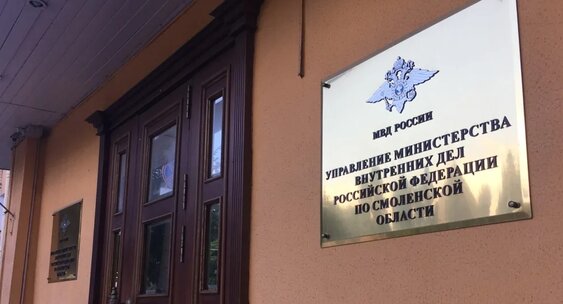 МВД РОССИИ
УПРАВЛЕНИЕ МИНИСТЕРСТВА
ВНУТРЕННИХ ДЕЛ
РОССИЙСКОЙ ФЕДЕРАЦИИ
ПО СМОЛЕНСКОЙ
ОБЛАСТИ